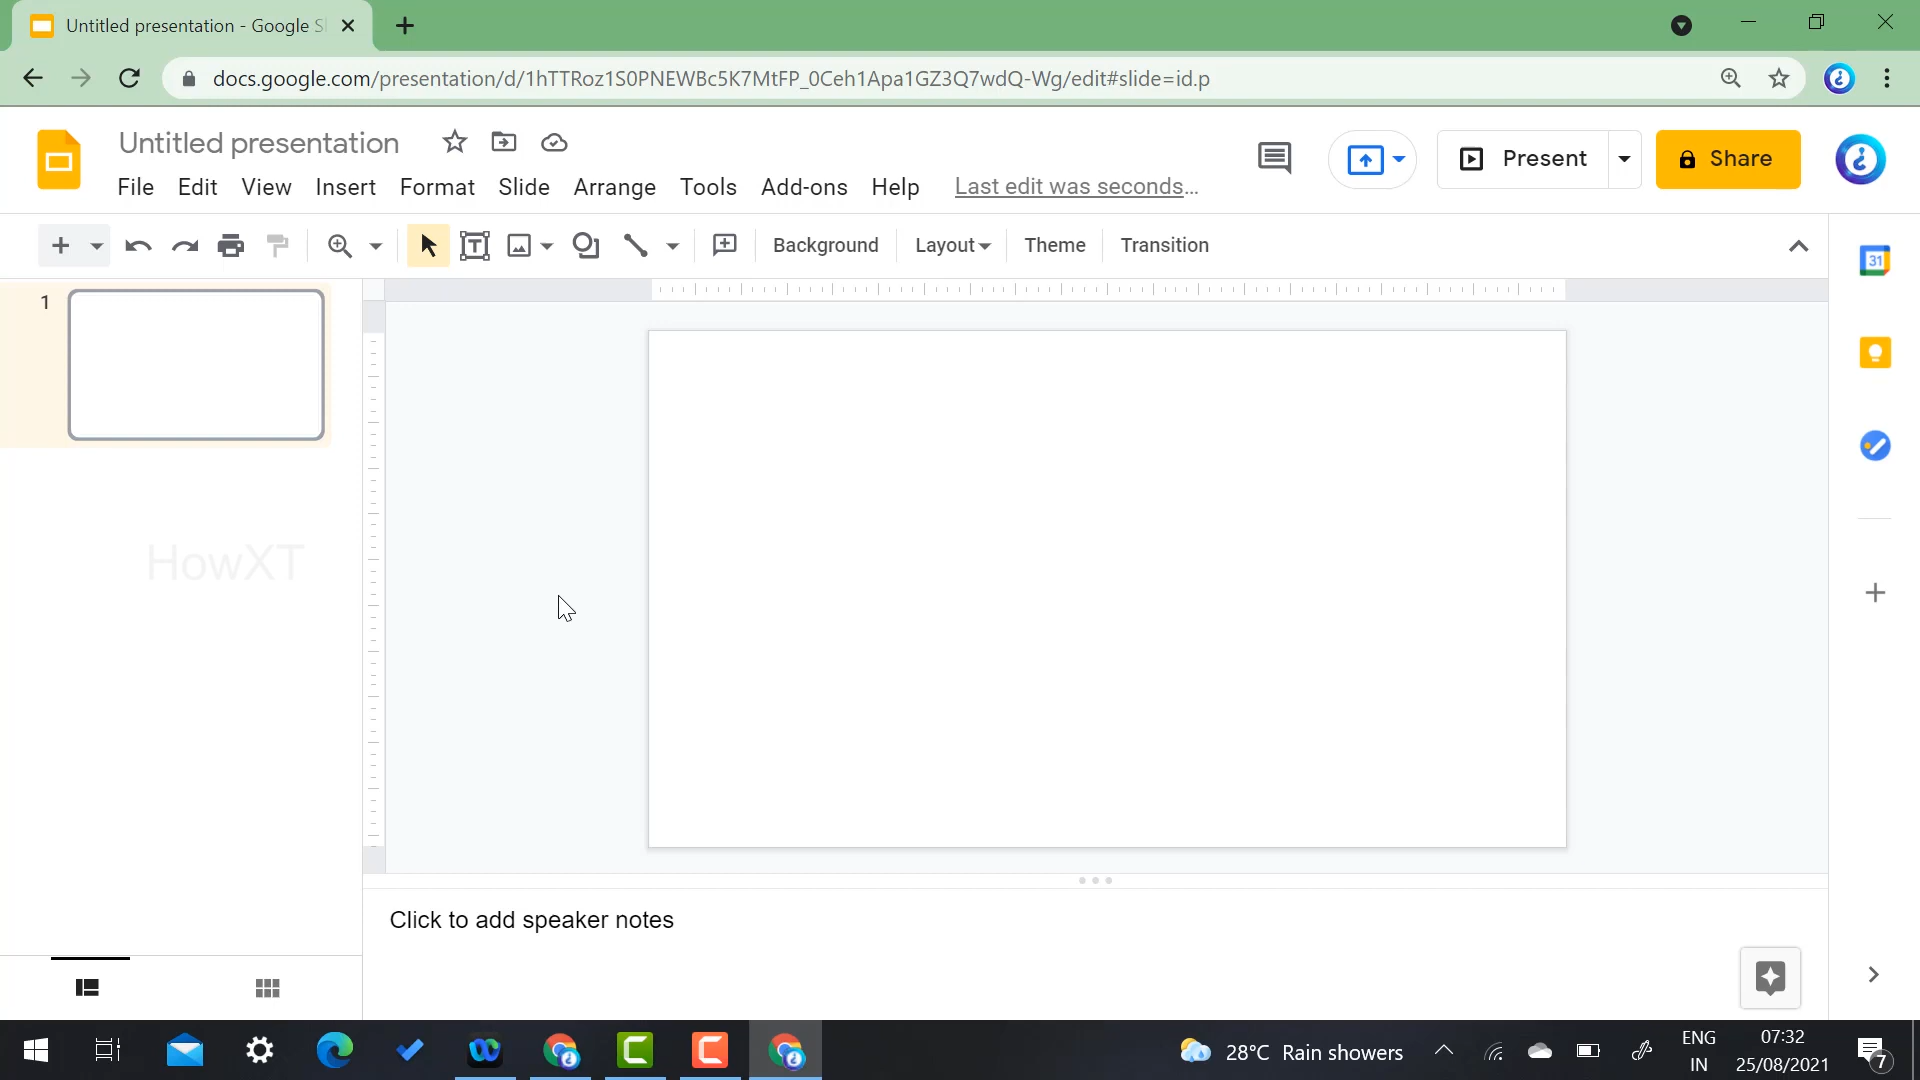 Untitled presentation - Google S
docs.google.com/presentation/d/1hTTRoz1S0PNEWBc5K7MtFP_0Ceh1Apa1GZ3Q7wdQ-Wg/edit#slide=id.p
Untitled presentation
File Edit View Insert Format Slide Arrange Tools Add-ons Help Last edit was seconds...
Present
Share
Background Layout Theme Transition
31
1
HowXT
Click to add speaker notes
28°C Rain showers
ENG
IN
07:32
25/08/2021
7